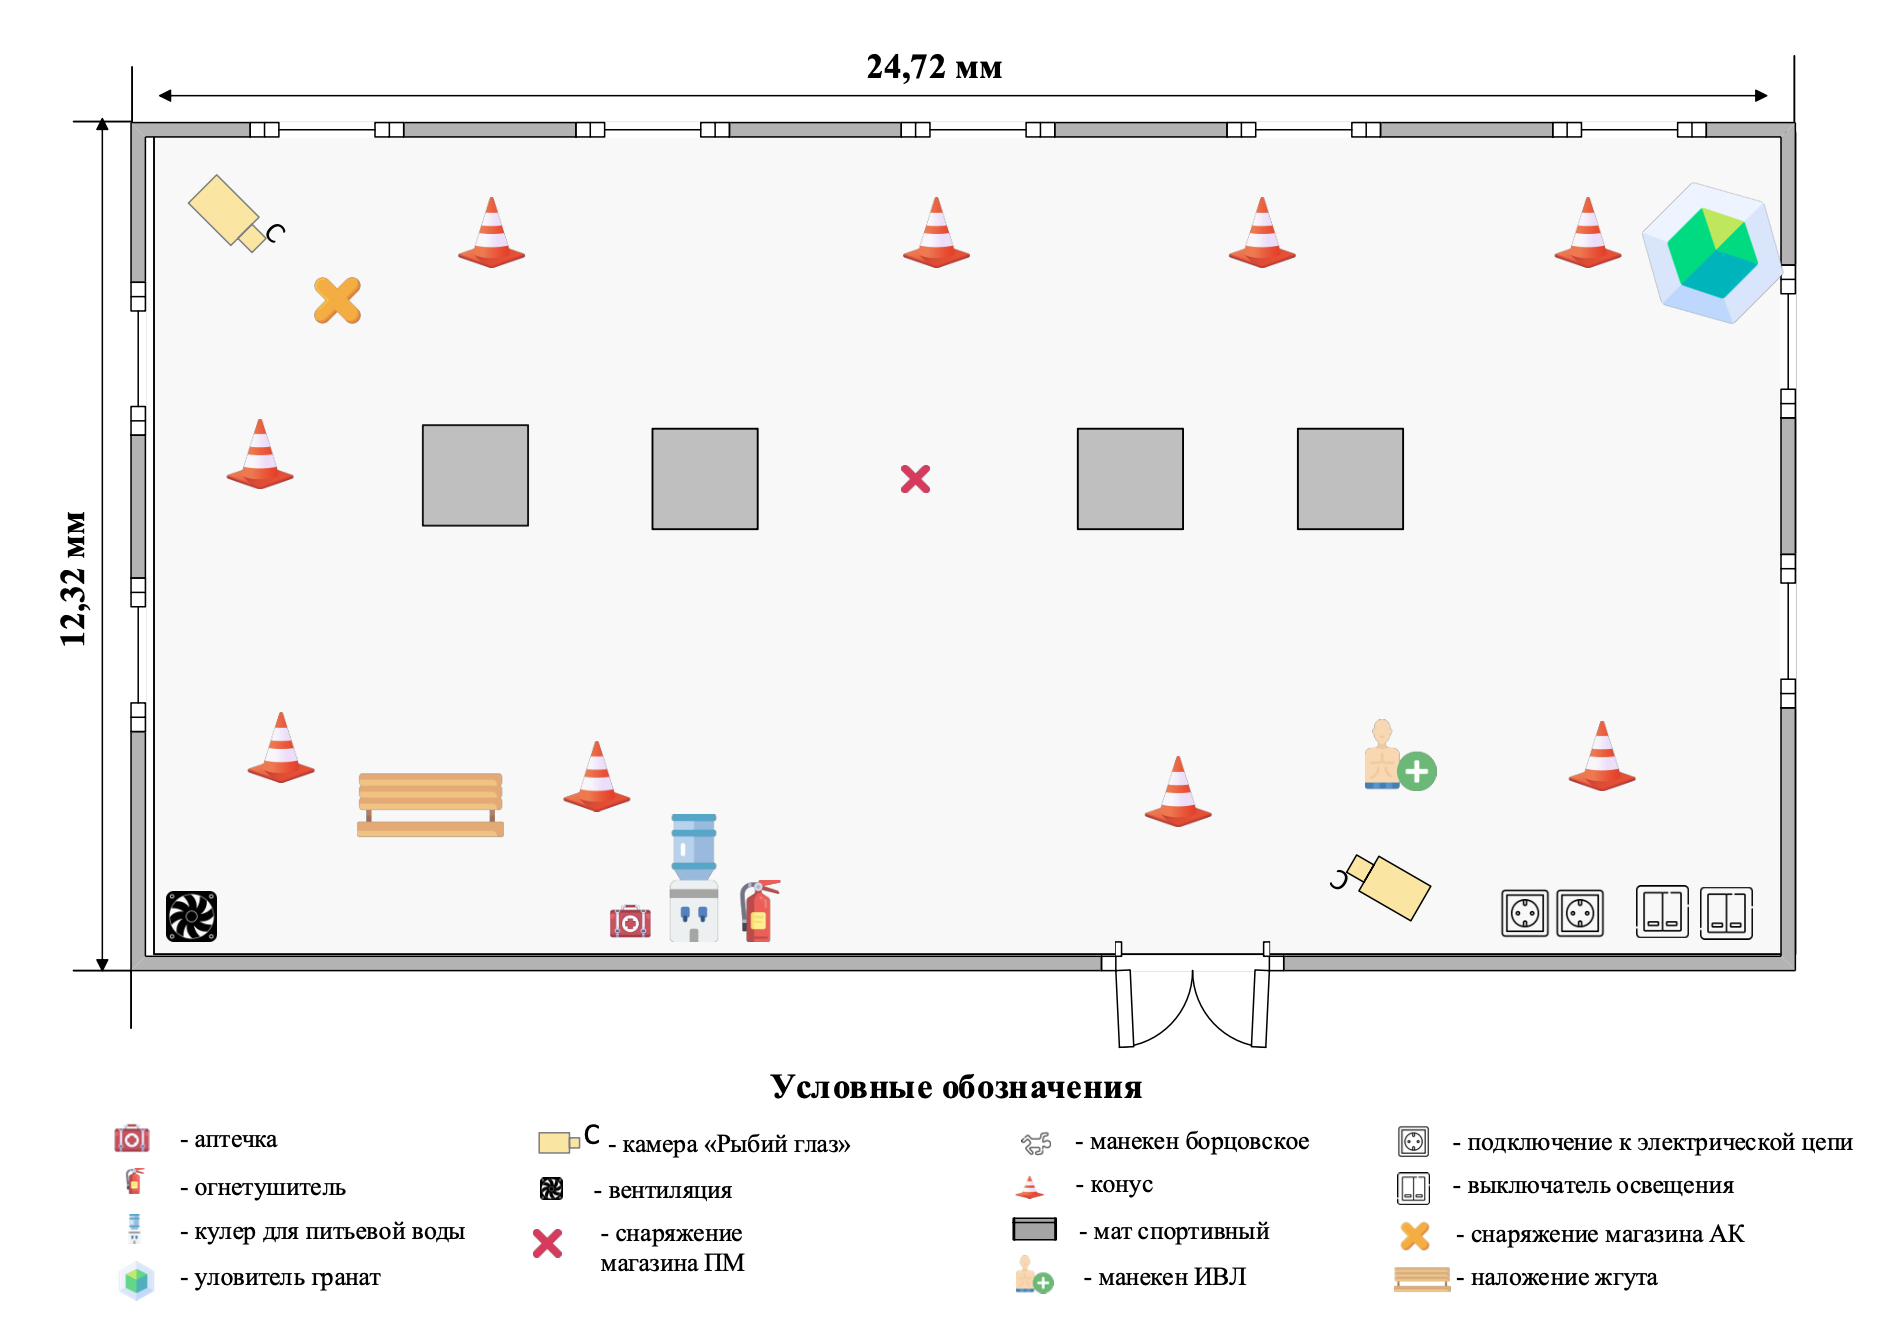 24,72 мм
12,32 мм
С
С
Условные обозначения
- аптечка
- огнетушитель
- кулер для питьевой воды
- уловитель гранат
С - камера «Рыбий глаз»
- вентиляция
- снаряжение
магазина ПМ
- манекен борцовское
- конус
- мат спортивный
- манекен ИВЛ
- подключение к электрической цепи
- выключатель освещения
- снаряжение магазина АК
- наложение жгута